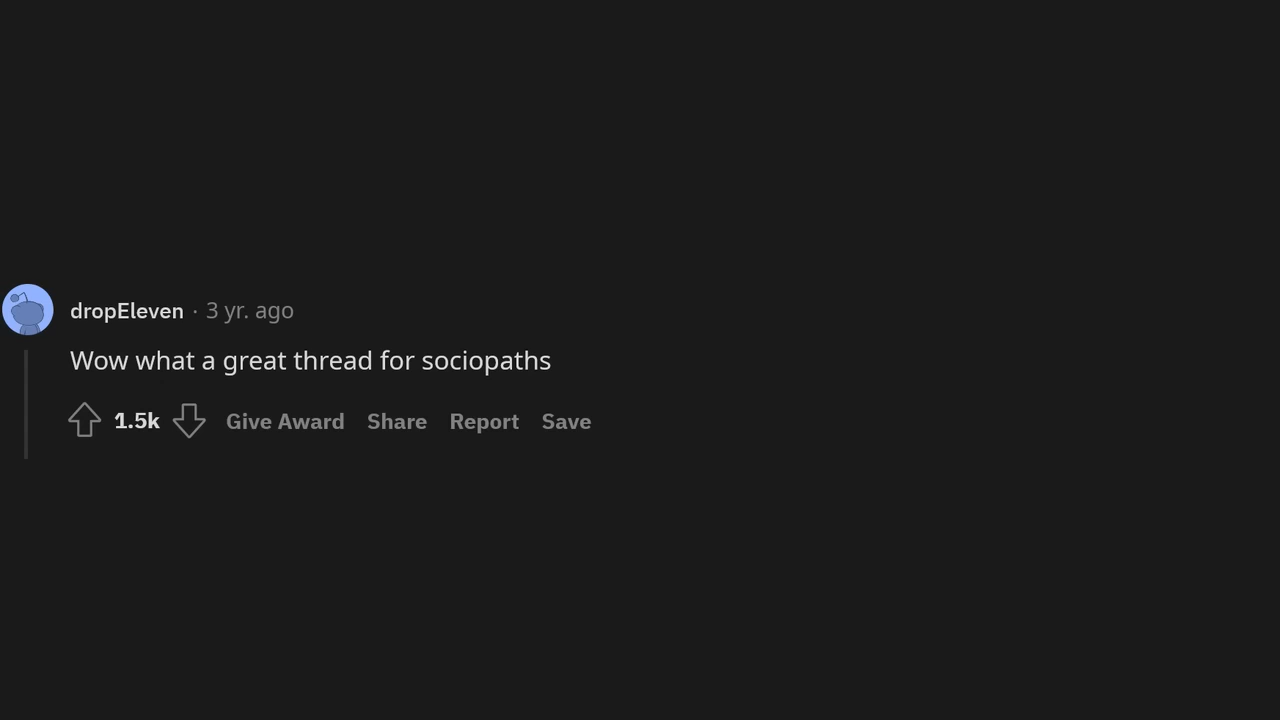 dropEleven · 3 yr. ago
Wow what a great thread for sociopaths
1.5k Give Award Share Report Save